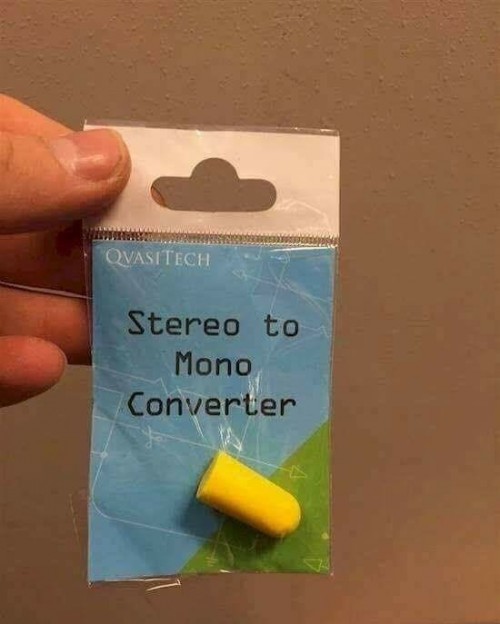 QVASITECH
Stereo to
Mono
Converter